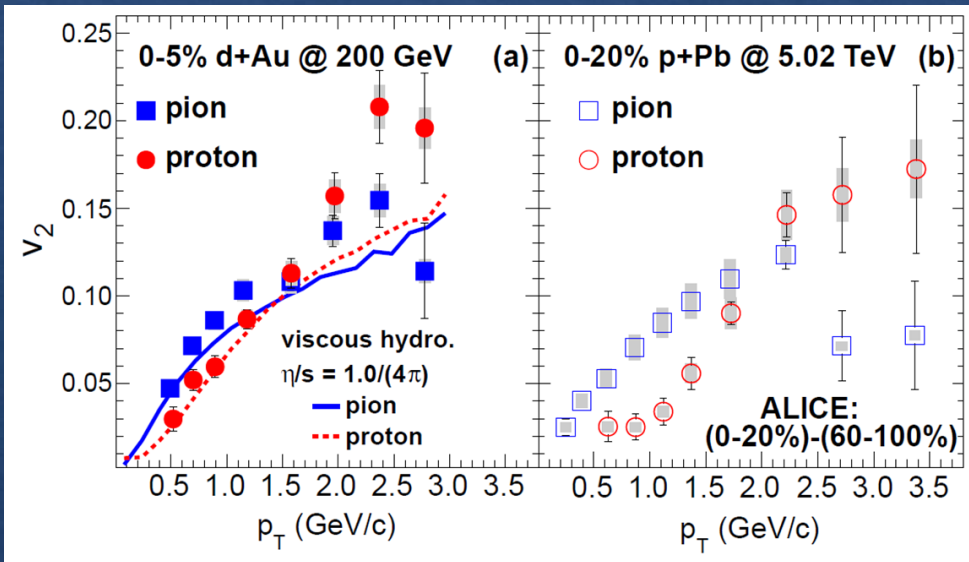 0-5% d+Au @ 200 GeV (a)
pion
proton
viscous hydro.
η/s = 1.0/(4π)
pion
proton
v2
0.25
0.20
0.15
0.10
0.05
0.5 1.0 1.5 2.0 2.5 3.0 3.5
pT (GeV/c)
0-20% p+Pb @ 5.02 TeV (b)
pion
proton
ALICE:
(0-20%)-(60-100%)
0.5 1.0 1.5 2.0 2.5 3.0 3.5
pT (GeV/c)